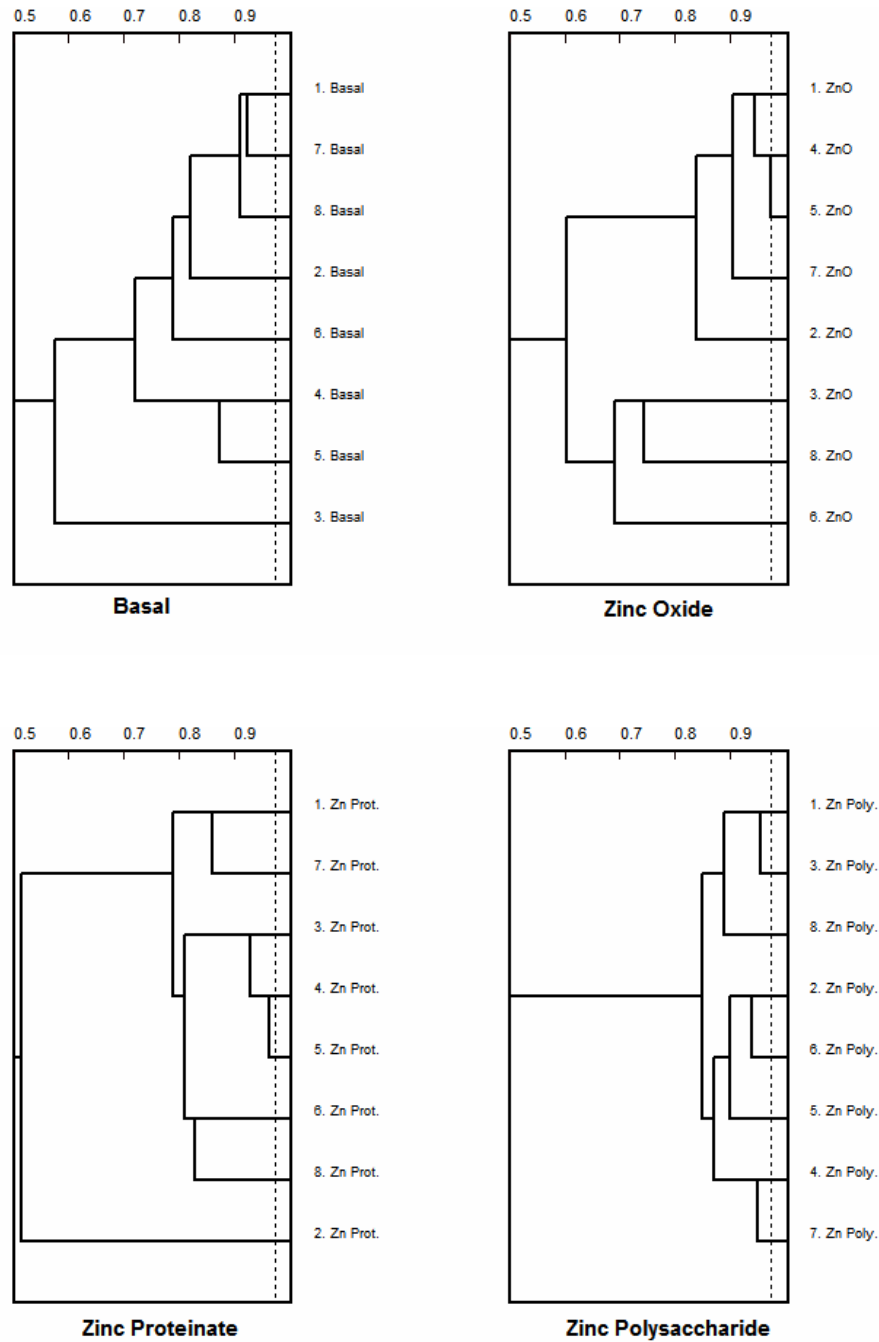 0.5 0.6 0.7 0.8 0.9
1. Basal
7. Basal
8. Basal
2. Basal
6. Basal
4. Basal
5. Basal
3. Basal
Basal
0.5 0.6 0.7 0.8 0.9
1. ZnO
4. ZnO
5. ZnO
7. ZnO
2. ZnO
3. ZnO
8. ZnO
6. ZnO
Zinc Oxide
0.5 0.6 0.7 0.8 0.9
1. Zn Prot.
7. Zn Prot.
3. Zn Prot.
4. Zn Prot.
5. Zn Prot.
6. Zn Prot.
8. Zn Prot.
2. Zn Prot.
Zinc Proteinate
0.5 0.6 0.7 0.8 0.9
1. Zn Poly.
3. Zn Poly.
8. Zn Poly.
2. Zn Poly.
6. Zn Poly.
5. Zn Poly.
4. Zn Poly.
7. Zn Poly.
Zinc Polysaccharide